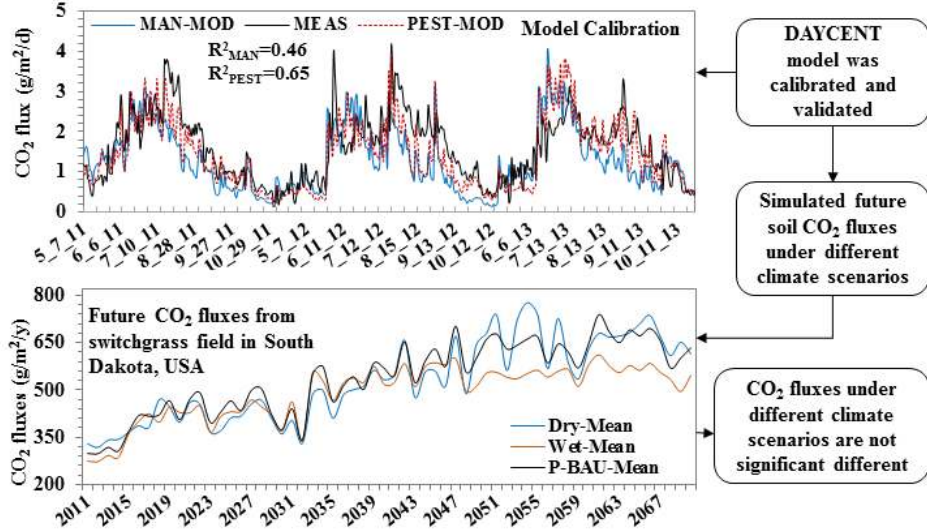 MAN-MOD MEAS PEST-MOD
R²MAN=0.46
R²PEST=0.65
Model Calibration
CO₂ flux (g/m²/d)
5
4
3
2
1
0
5_7_11
6_6_11
7_10_11
8_28_11
9_27_11
10_29_11
5_7_12
6_6_12
7_12_12
8_15_12
9_13_12
10_12_12
6_6_13
7_8_13
8_13_13
9_11_13
10_11_13
DAYCENT
model was
calibrated and
validated
Simulated future
soil CO₂ fluxes
under different
climate scenarios
CO₂ fluxes under
different climate
scenarios are not
significant different
Future CO₂ fluxes from
switchgrass field in South
Dakota, USA
CO₂ fluxes (g/m²/y)
800
650
500
350
200
Dry-Mean
Wet-Mean
P-BAU-Mean
2011
2015
2019
2023
2027
2031
2035
2039
2043
2047
2051
2055
2059
2063
2067